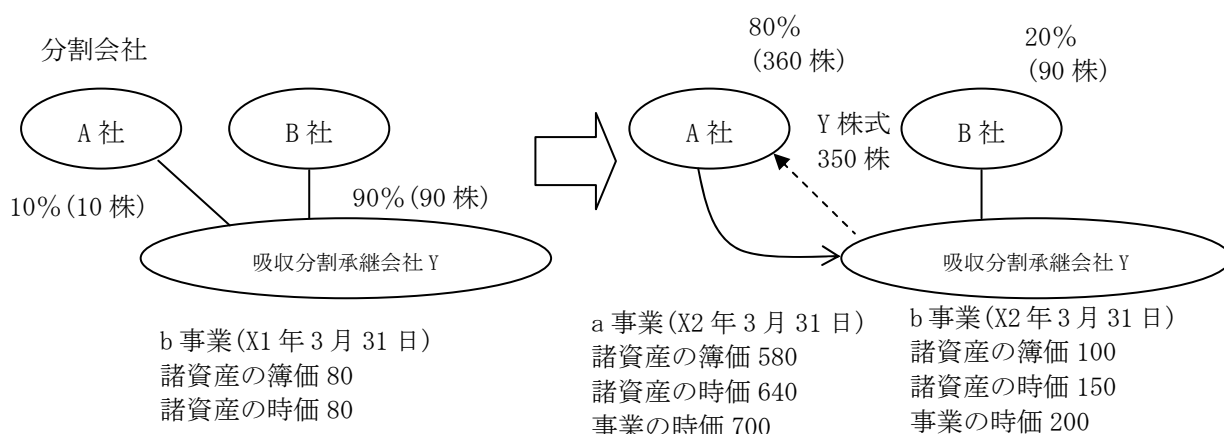 分割会社
A 社
B 社
10%(10 株)
90%(90 株)
吸収分割承継会社 Y
b 事業(X1 年 3 月 31 日)
諸資産の簿価 80
諸資産の時価 80
80%
(360 株)
20%
(90 株)
A 社
Y 株式
350 株
B 社
吸収分割承継会社 Y
a 事業(X2 年 3 月 31 日)
諸資産の簿価 580
諸資産の時価 640
事業の時価 700
b 事業(X2 年 3 月 31 日)
諸資産の簿価 100
諸資産の時価 150
事業の時価 200